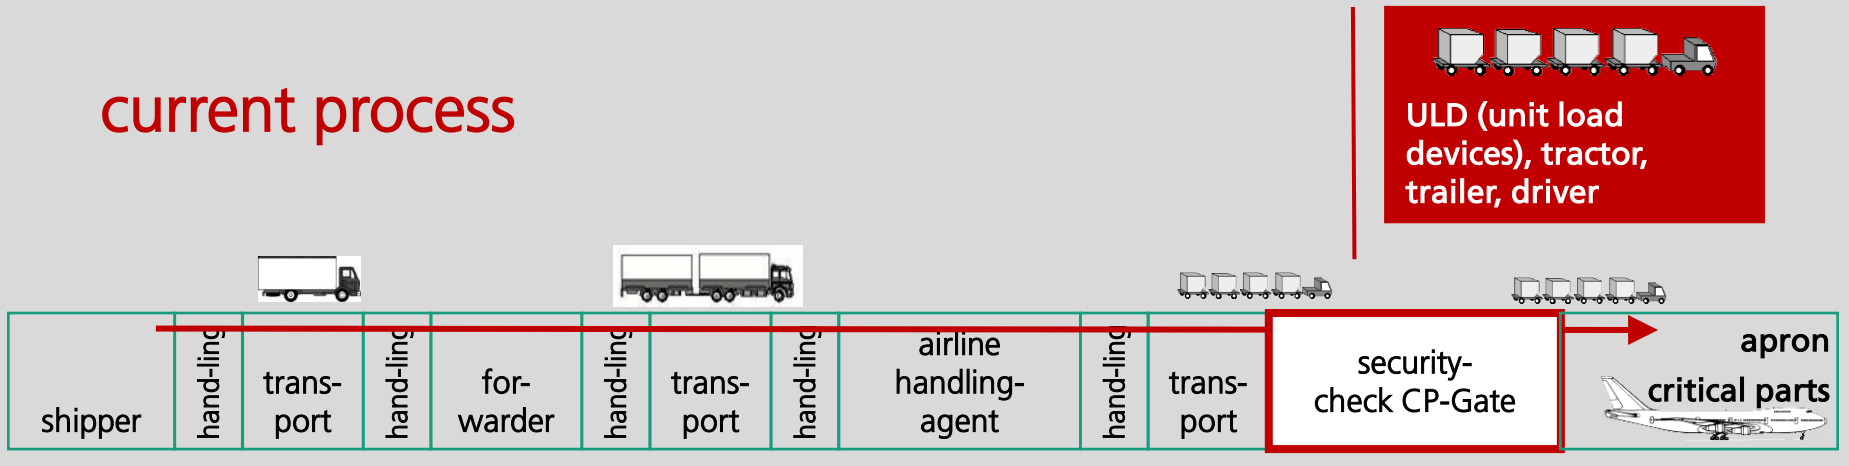 current process
ULD (unit load
devices), tractor,
trailer, driver
shipper
hand-ling
trans-
port
hand-ling
for-
warder
hand-ling
trans-
port
hand-ling
airline
handling-
agent
hand-ling
trans-
port
security-
check CP-Gate
apron
critical parts